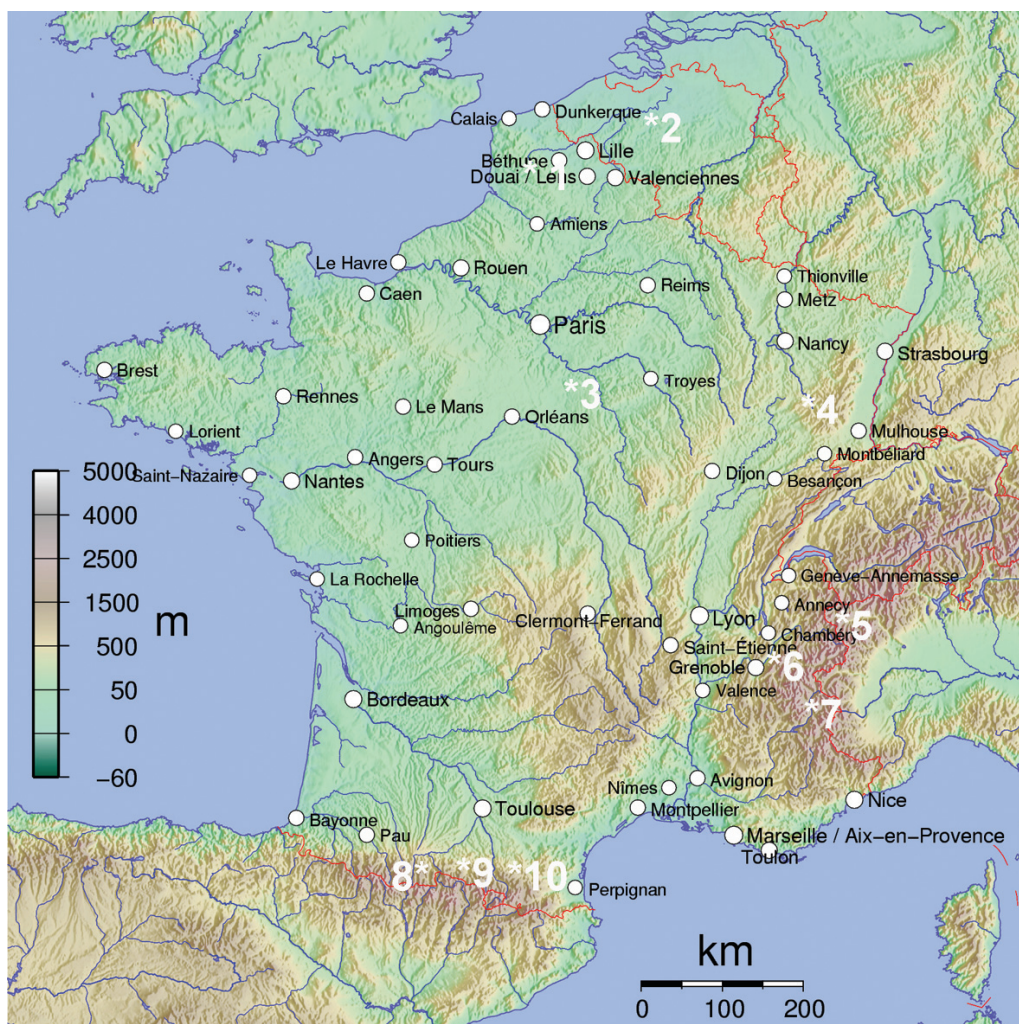 Calais
Dunkerque
*2
Béthune
Lille
Douai / Lens
*1
Valenciennes
Amiens
Le Havre
Rouen
Thionville
Caen
Reims
Metz
Paris
Nancy
Strasbourg
Brest
Troyes
*3
Rennes
Le Mans
*4
Orléans
Lorient
Mulhouse
Montbéliard
5000
Saint−Nazaire
Angers
Tours
Dijon
Nantes
Besançon
4000
Poitiers
2500
La Rochelle
Genève−Annemasse
1500
Limoges
Annecy
m
Angoulême
Clermont−Ferrand
Lyon
*5
Chambéry
500
Saint−Étienne
Grenoble
*6
50
Bordeaux
Valence
*7
0
−60
Avignon
Nîmes
Bayonne
Toulouse
Montpellier
Nice
Pau
Marseille / Aix−en−Provence
Toulon
8*
*9
*10
Perpignan
km
0
100
200